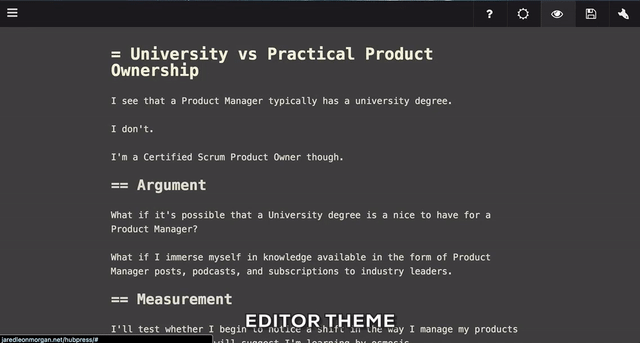 = University vs Practical Product
Ownership
I see that a Product Manager typically has a university degree.
I don't.
I'm a Certified Scrum Product Owner though.
== Argument
What if it's possible that a University degree is a nice to have for a
Product Manager?
What if I immerse myself in knowledge available in the form of Product
Manager posts, podcasts, and subscriptions to industry leaders.
== Measurement
EDITOR THEME
I'll test whether I begin to notice a shift in the way I manage my products
will suggest I'm learning by osmosis
jaredleonmorgan.net/hubpress/#